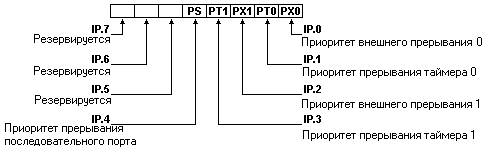 PS PT1 PX1 PT0 PX0
IP.7
Резервируется
IP.6
Резервируется
IP.5
Резервируется
IP.4
Приоритет прерывания
последовательного порта
IP.0
Приоритет внешнего прерывания 0
IP.1
Приоритет прерывания таймера 0
IP.2
Приоритет внешнего прерывания 1
IP.3
Приоритет прерывания таймера 1